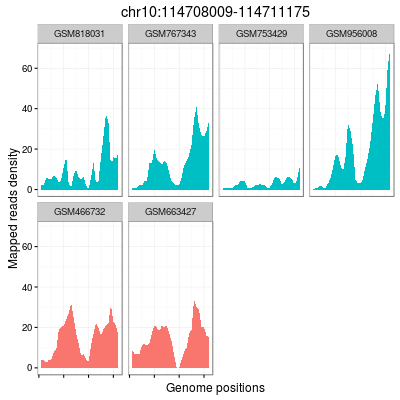 chr10:114708009-114711175
GSM818031 GSM767343 GSM753429 GSM956008
60
40
20
0
Mapped reads density
GSM466732 GSM663427
60
40
20
0
Genome positions